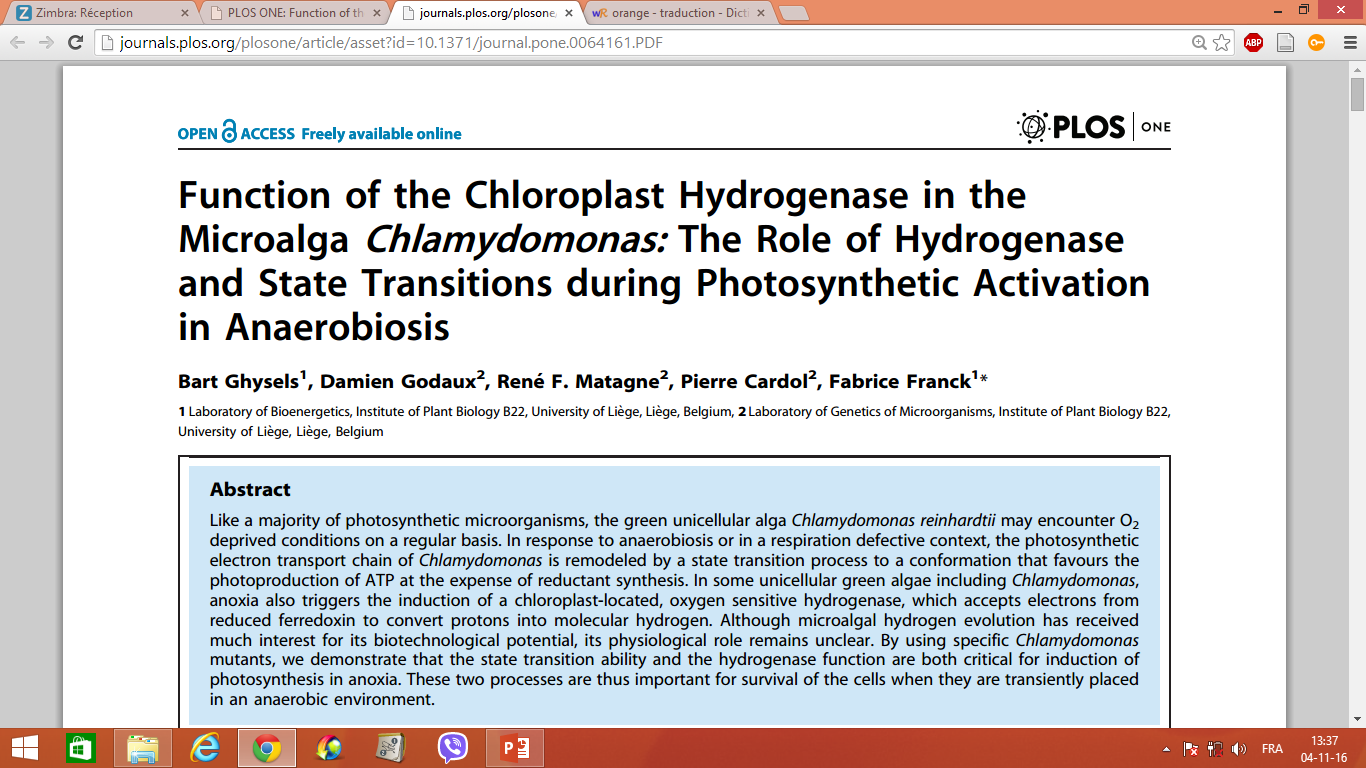 Zimbra: Réception
PLOS ONE: Function of th
journals.plos.org/plosone
orange - traduction - Dict
journals.plos.org/plosone/article/asset?id=10.1371/journal.pone.0064161.PDF
ABP
OPEN ACCESS Freely available online
PLOS ONE
Function of the Chloroplast Hydrogenase in the
Microalga Chlamydomonas: The Role of Hydrogenase
and State Transitions during Photosynthetic Activation
in Anaerobiosis
Bart Ghysels1, Damien Godaux2, René F. Matagne2, Pierre Cardol2, Fabrice Franck1*
1 Laboratory of Bioenergetics, Institute of Plant Biology B22, University of Liège, Liège, Belgium, 2 Laboratory of Genetics of Microorganisms, Institute of Plant Biology B22,
University of Liège, Liège, Belgium
Abstract
Like a majority of photosynthetic microorganisms, the green unicellular alga Chlamydomonas reinhardtii may encounter O2
deprived conditions on a regular basis. In response to anaerobiosis or in a respiration defective context, the photosynthetic
electron transport chain of Chlamydomonas is remodeled by a state transition process to a conformation that favours the
photoproduction of ATP at the expense of reductant synthesis. In some unicellular green algae including Chlamydomonas,
anoxia also triggers the induction of a chloroplast-located, oxygen sensitive hydrogenase, which accepts electrons from
reduced ferredoxin to convert protons into molecular hydrogen. Although microalgal hydrogen evolution has received
much interest for its biotechnological potential, its physiological role remains unclear. By using specific Chlamydomonas
mutants, we demonstrate that the state transition ability and the hydrogenase function are both critical for induction of
photosynthesis in anoxia. These two processes are thus important for survival of the cells when they are transiently placed
in an anaerobic environment.
FRA
13:37
04-11-16